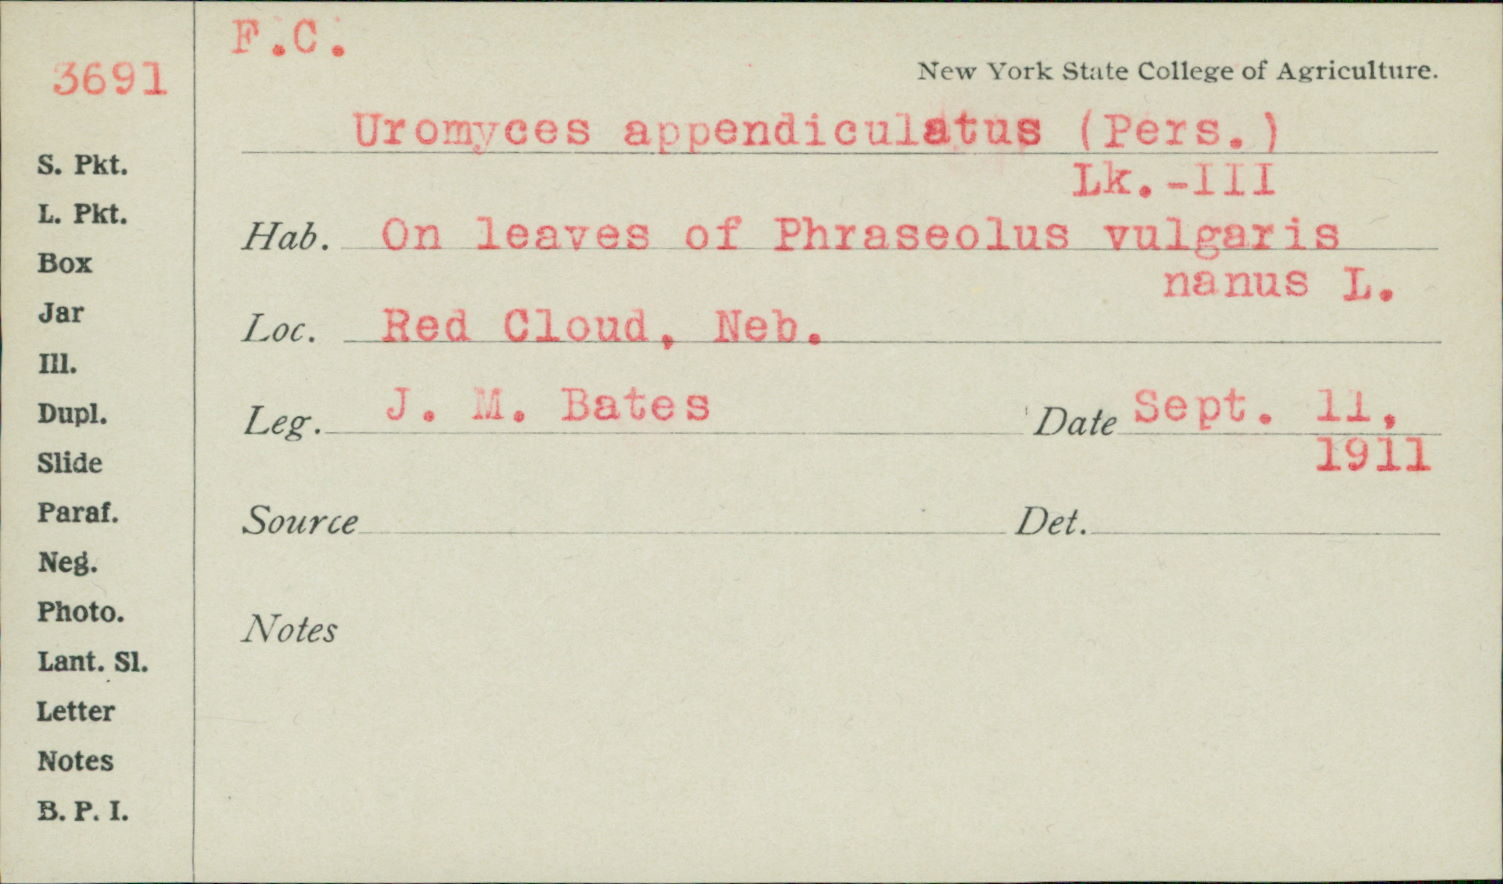 F.C.
3691
New York State College of Agriculture.
Uromyces appendiculatus (Pers.)
Lk.-III
Hab. On leaves of Phraseolus vulgaris
nanus L.
Loc. Red Cloud, Neb.
Leg. J. M. Bates Date Sept. 11,
1911
Source Det.
Notes
S. Pkt.
L. Pkt.
Box
Jar
Ill.
Dupl.
Slide
Paraf.
Neg.
Photo.
Lant. Sl.
Letter
Notes
B. P. I.